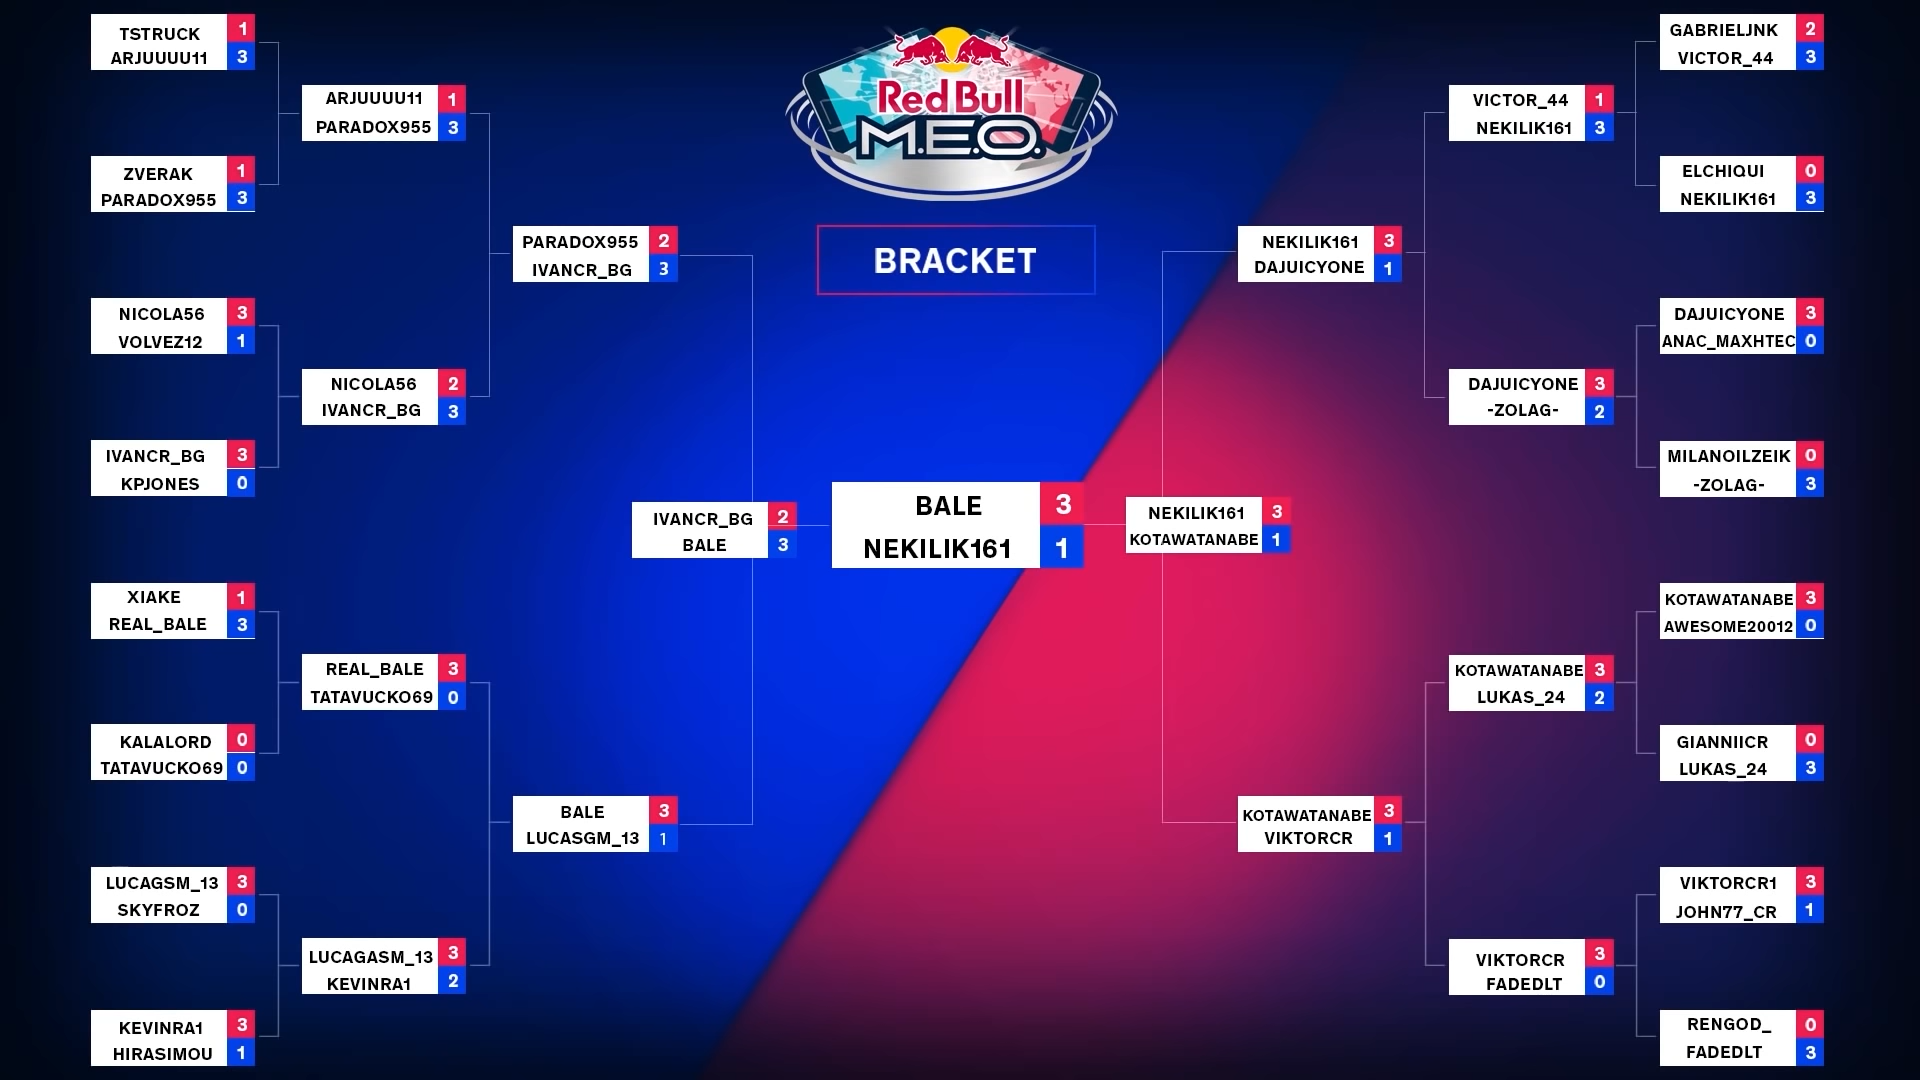 TSTRUCK 1
ARJUUUU11 3
ZVERAK 1
PARADOX955 3
NICOLA56 3
VOLVEZ12 1
IVANCR_BG 3
KPJONES 0
XIAKE 1
REAL_BALE 3
KALALORD 0
TATAVUCKO69 0
LUCAGSM_13 3
SKYFROZ 0
KEVINRA1 3
HIRASIMOU 1
ARJUUUU11 1
PARADOX955 3
NICOLA56 2
IVANCR_BG 3
REAL_BALE 3
TATAVUCKO69 0
LUCAGASM_13 3
KEVINRA1 2
PARADOX955 2
IVANCR_BG 3
BALE 3
LUCASGM_13 1
IVANCR_BG 2
BALE 3
Red Bull
M.E.O.
BRACKET
BALE 3
NEKILIK161 1
NEKILIK161 3
KOTAWATANABE 1
NEKILIK161 3
DAJUICYONE 1
KOTAWATANABE 3
VIKTORCR 1
VICTOR_44 1
NEKILIK161 3
DAJUICYONE 3
-ZOLAG- 2
KOTAWATANABE 3
LUKAS_24 2
VIKTORCR 3
FADEDLT 0
GABRIELJNK 2
VICTOR_44 3
ELCHIQUI 0
NEKILIK161 3
DAJUICYONE 3
ANAC_MAXHTEC 0
MILANOILZEIK 0
-ZOLAG- 3
KOTAWATANABE 3
AWESOME20012 0
GIANNIICR 0
LUKAS_24 3
VIKTORCR1 3
JOHN77_CR 1
RENGOD_ 0
FADEDLT 3